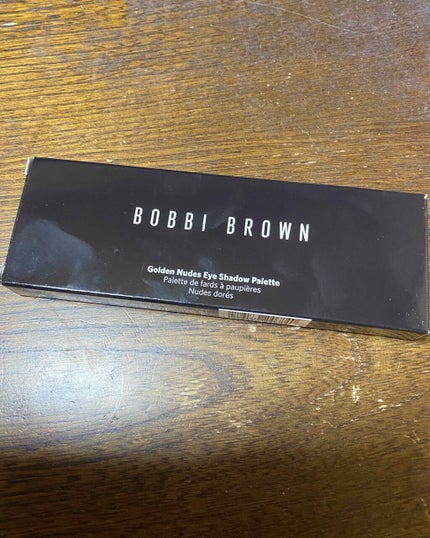 BOBBI BROWN
Golden Nudes Eye Shadow Palette
Palette de fards à paupières
Nudes dorés